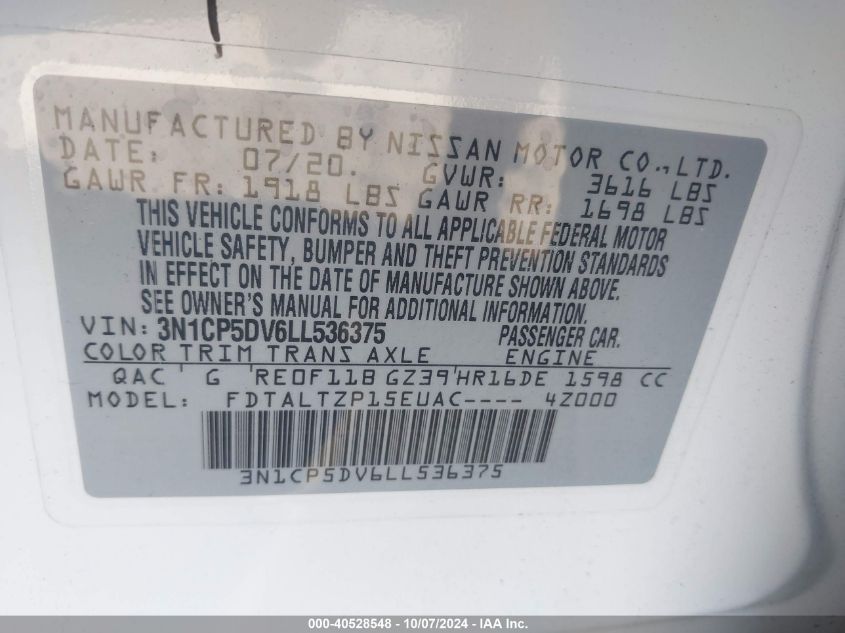 MANUFACTURED BY NISSAN MOTOR CO., LTD.
DATE: 07/20. GVWR: 3616 LBS
GAWR FR: 1918 LBS GAWR RR: 1698 LBS
THIS VEHICLE CONFORMS TO ALL APPLICABLE FEDERAL MOTOR
VEHICLE SAFETY, BUMPER AND THEFT PREVENTION STANDARDS
IN EFFECT ON THE DATE OF MANUFACTURE SHOWN ABOVE.
SEE OWNER'S MANUAL FOR ADDITIONAL INFORMATION.
VIN: 3N1CP5DV6LL536375 PASSENGER CAR.
COLOR TRIM TRANS AXLE ENGINE
QAC G RE0F11B GZ39 HR16DE 1598 CC
MODEL: FDTALTZP15EUAC---- 4Z000
3N1CP5DV6LL536375
000-40528548 - 10/07/2024 - IAA Inc.